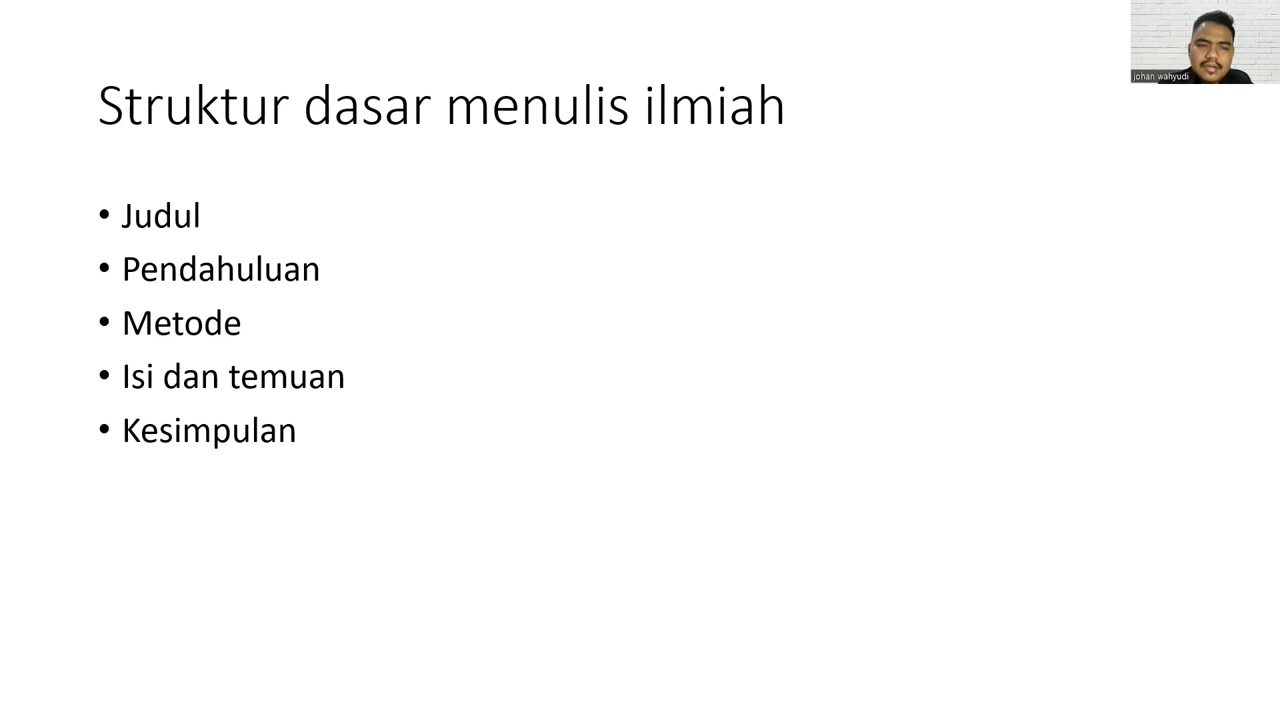 Struktur dasar menulis ilmiah
johan wahyudi
• Judul
• Pendahuluan
• Metode
• Isi dan temuan
• Kesimpulan